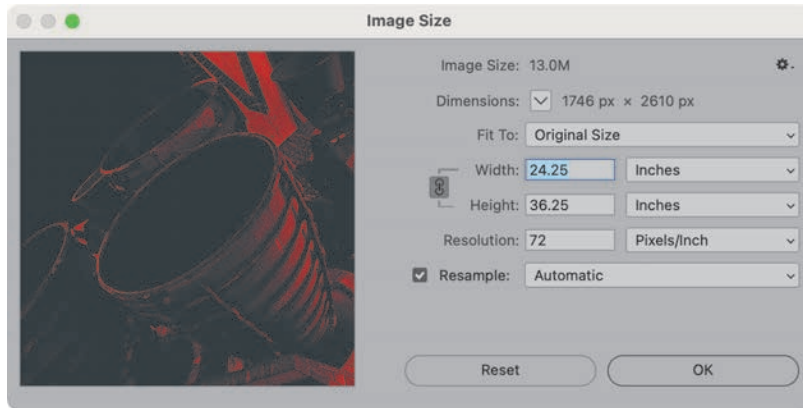 Image Size
Image Size: 13.0M
Dimensions: 1746 px × 2610 px
Fit To: Original Size
Width: 24.25 Inches
Height: 36.25 Inches
Resolution: 72 Pixels/Inch
Resample: Automatic
Reset OK